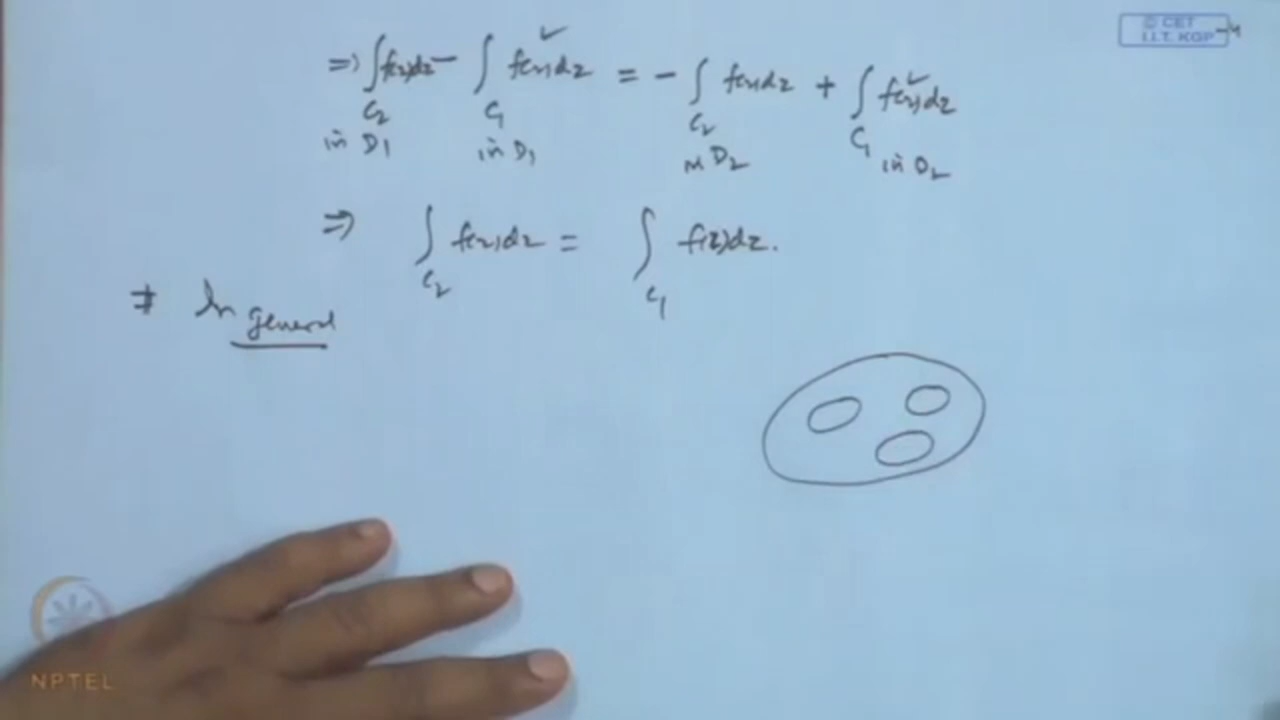 © CET
I.I.T. KGP
⇒ ∫ f(z)dz − ∫ f(z)dz = − ∫ f(z)dz + ∫ f(z)dz
C2 C1 C2 C1
in D1 in D1 in D2 in D2
⇒ ∫ f(z)dz = ∫ f(z)dz.
C2 C1
In general
NPTEL